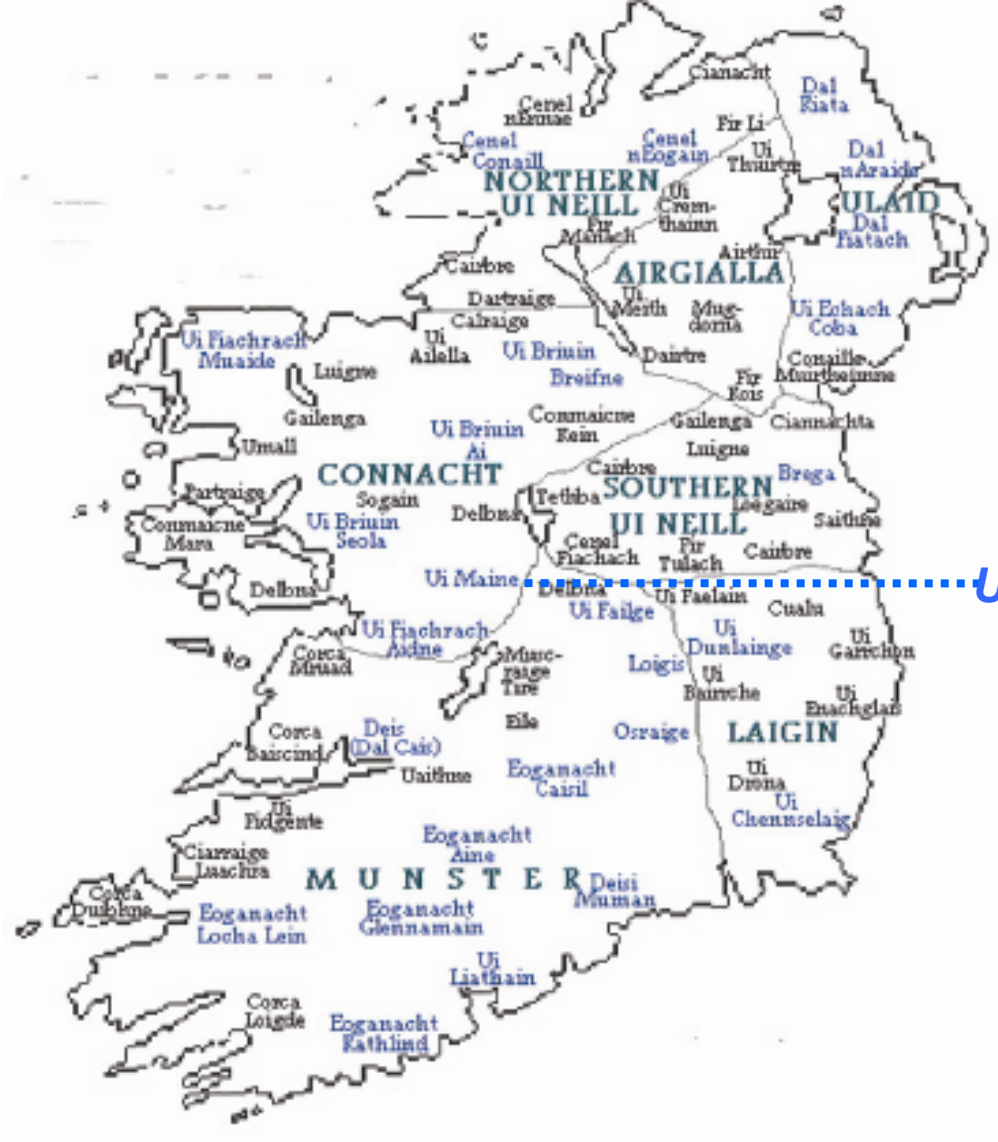 Cianacht
Dal
Riata
Cenel
nEnnae
Fir Li
Cenel
Conaill
Cenel
nEogain
Ui
Thuirtre
Dal
nAraide
NORTHERN
UI NEILL
Ui
Crem-
thainn
ULAID
Dal
Fiatach
Fir
Manach
Airthir
Cairbre
AIRGIALLA
Dartraige
Ui
Meith
Mug-
dorna
Ui Echach
Coba
Calraige
Ui Fiachrach
Muaide
Ui
Ailella
Ui Briuin
Breifne
Dairtre
Conaille
Muirtheimne
Luigne
Fir
Rois
Gailenga
Conmaicne
Rein
Gailenga
Ciannachta
Ui Briuin
Ai
Umall
Luigne
CONNACHT
Cairbre
Brega
Partraige
Sogain
Tethba
SOUTHERN
UI NEILL
Loegaire
Delbna
Saithne
Conmaicne
Mara
Ui Briuin
Seola
Cenel
Fiachach
Fir
Tulach
Cairbre
Delbna
Ui Maine
Delbna
Ui Faelain
U
Ui Failge
Cualu
Ui Fiachrach
Aidne
Ui
Dunlainge
Ui
Garrchon
Corca
Mruad
Musc-
raige
Tire
Loigis
Ui
Bairrche
Ui
Enachglais
Eile
Osraige
LAIGIN
Corca
Baiscind
Deis
(Dal Cais)
Uaithne
Eoganacht
Caisil
Ui
Drona
Ui
Chennselaig
Ui
Fidgente
Eoganacht
Aine
Ciarraige
Luachra
MUNSTER
Deisi
Muman
Corca
Duibhne
Eoganacht
Locha Lein
Eoganacht
Glennamain
Ui
Liathain
Corca
Loigde
Eoganacht
Rathlind